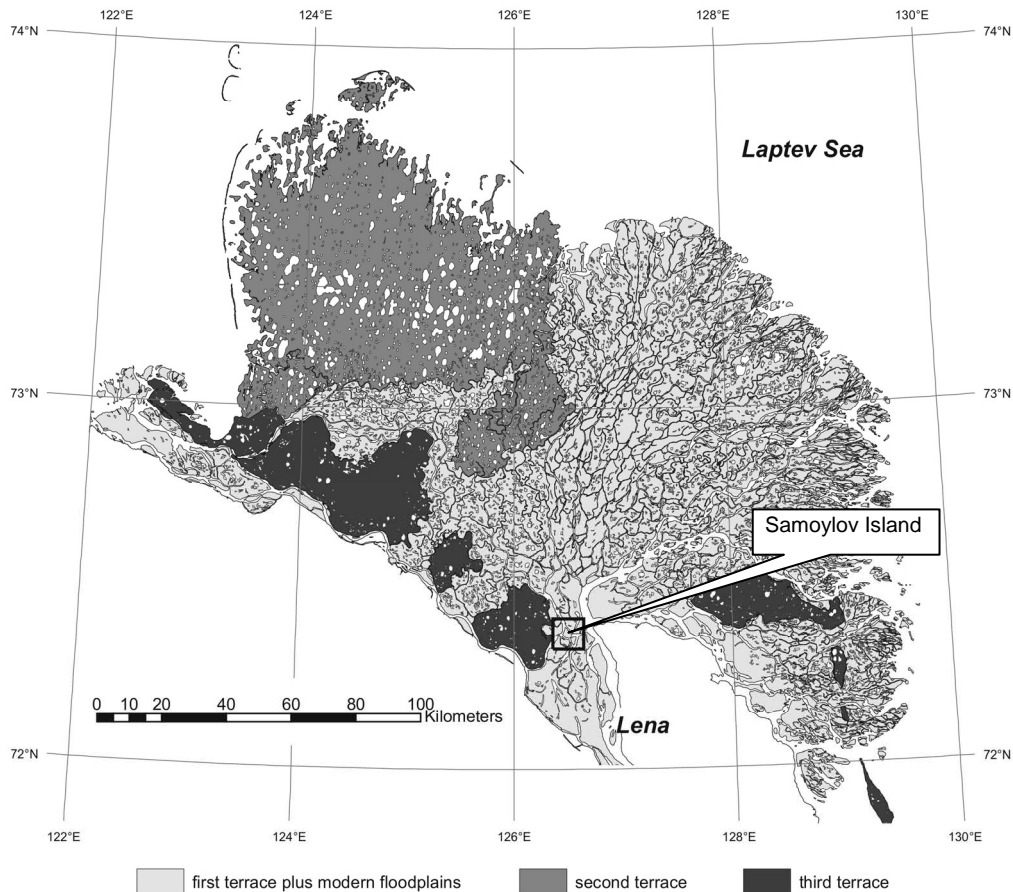 122°E 124°E 126°E 128°E 130°E
74°N 74°N
Laptev Sea
73°N 73°N
Samoylov Island
0 10 20 40 60 80 100
Kilometers
Lena
72°N 72°N
122°E 124°E 126°E 128°E 130°E
first terrace plus modern floodplains second terrace third terrace